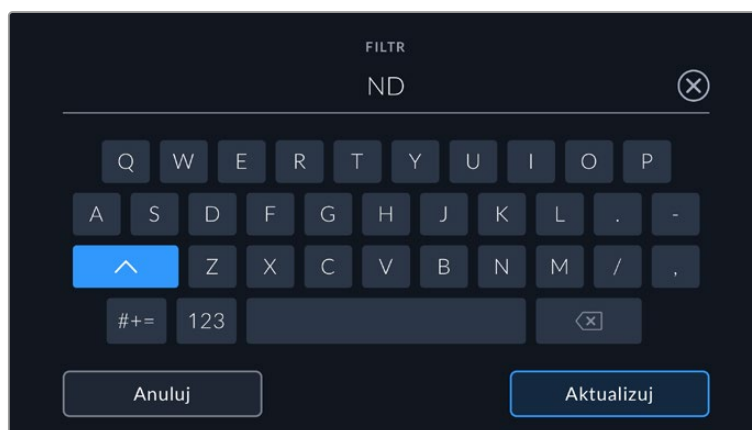 FILTR
ND
Q W E R T Y U I O P
A S D F G H J K L . -
Z X C V B N M / ,
#+= 123
Anuluj Aktualizuj